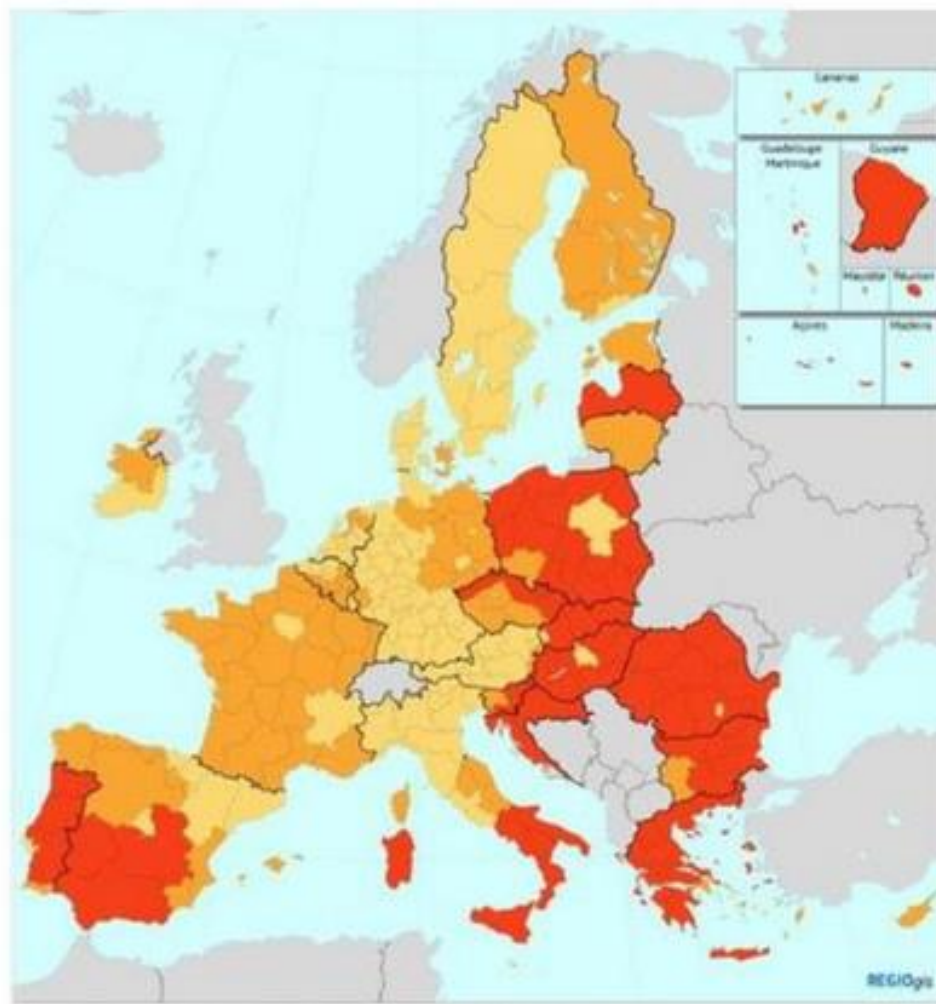 Canarias
Guadeloupe
Martinique
Guyane
Mayotte
Réunion
Açores
Madeira
REGIOgis